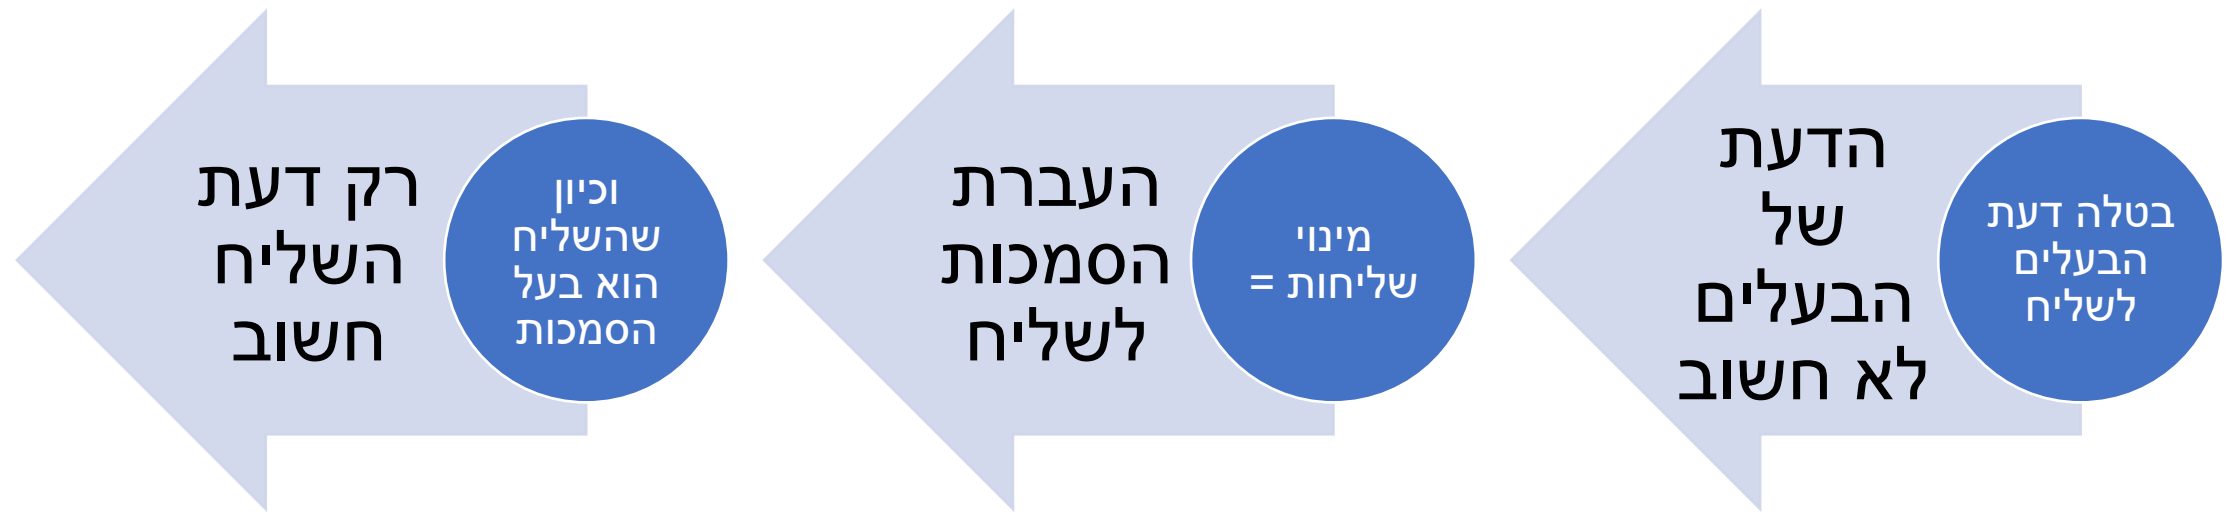 בטלה דעת
הבעלים
לשליח
הדעת
של
הבעלים
לא חשוב
מינוי
שליחות =
העברת
הסמכות
לשליח
וכיון
שהשליח
הוא בעל
הסמכות
רק דעת
השליח
חשוב